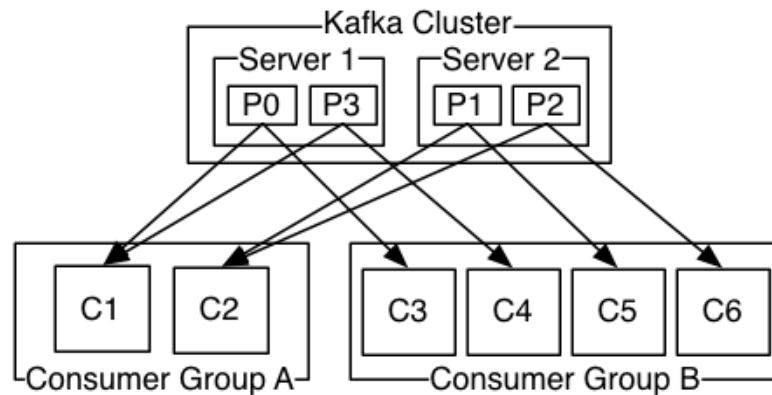 Kafka Cluster
Server 1 Server 2
P0 P3 P1 P2
C1 C2 C3 C4 C5 C6
Consumer Group A Consumer Group B